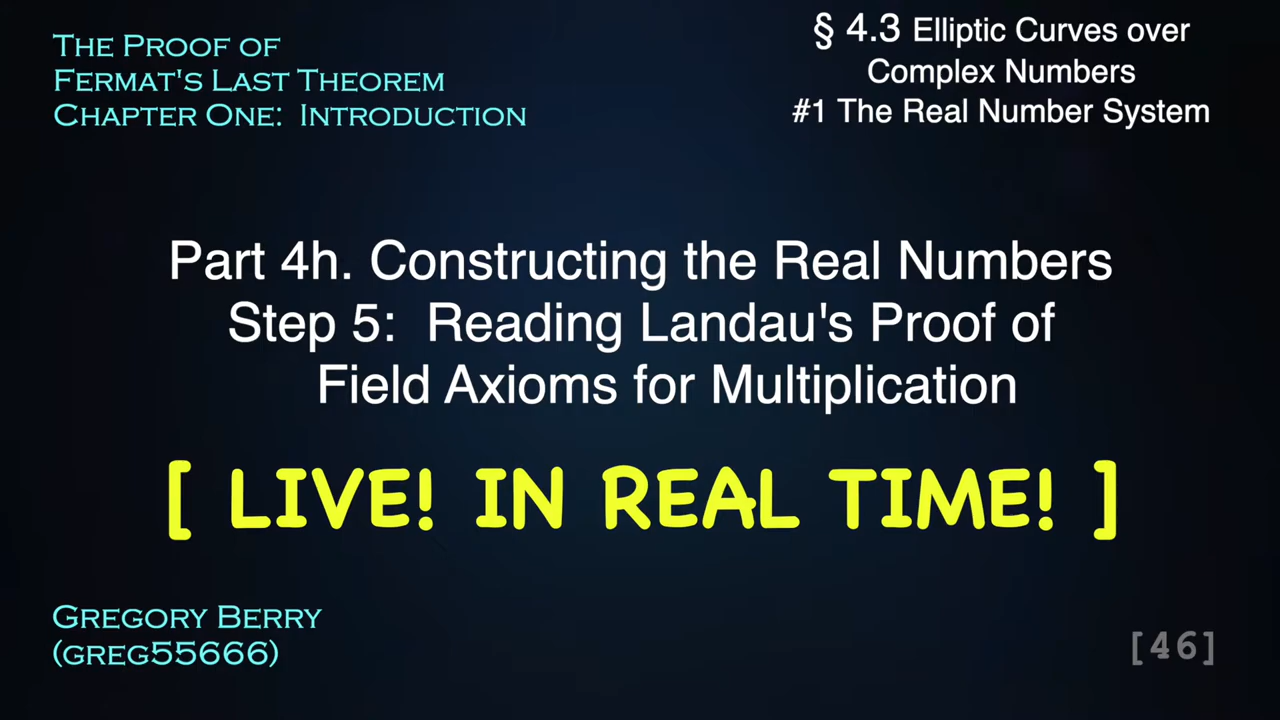 The Proof of
Fermat's Last Theorem
Chapter One: Introduction
§ 4.3 Elliptic Curves over
Complex Numbers
#1 The Real Number System
Part 4h. Constructing the Real Numbers
Step 5: Reading Landau's Proof of
Field Axioms for Multiplication
[ LIVE! IN REAL TIME! ]
Gregory Berry
(greg55666)
[46]